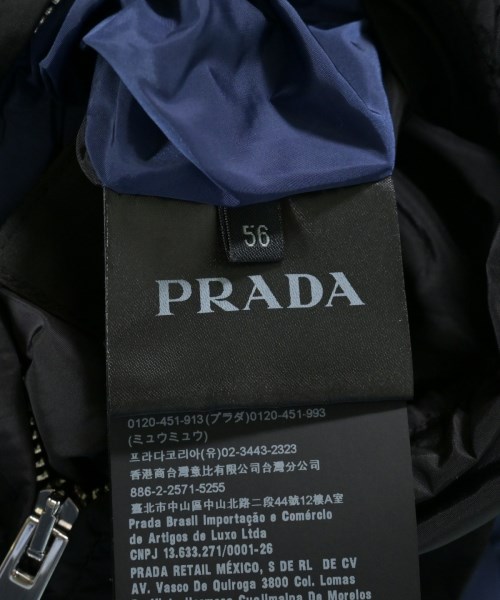 56
PRADA
0120-451-913(プラダ)0120-451-993
(ミュウミュウ)
프라다코리아(유)02-3443-2323
香港商台灣童比有限公司台灣分公司
886-2-2571-5255
臺北市中山區中山北路二段44號12樓A室
Prada Brasil Importação e Comércio
de Artigos de Luxo Ltda
CNPJ 13.633.271/0001-26
PRADA RETAIL MÉXICO, S DE RL DE CV
AV. Vasco De Quiroga 3800 Col. Lomas
De Morelos